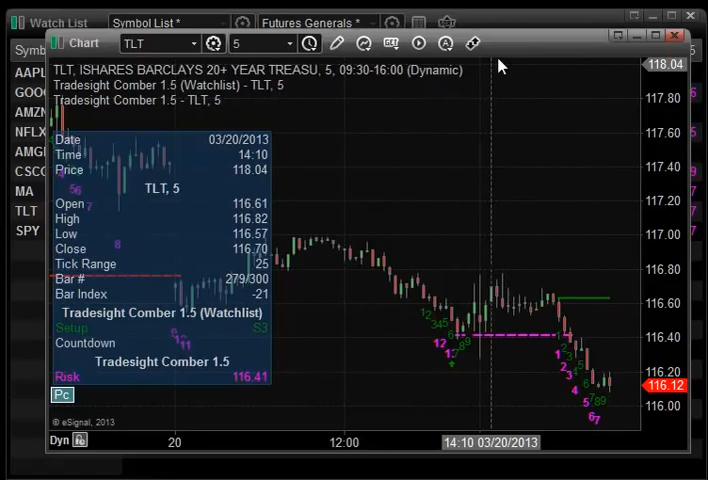 Watch List Symbol List * Futures Generals *
Chart TLT 5
Symb
AAPL
GOO
AMZN
NFLX
AMG
CSCO
MA
TLT
SPY
TLT, ISHARES BARCLAYS 20+ YEAR TREASU, 5, 09:30-16:00 (Dynamic)
Tradesight Comber 1.5 (Watchlist) - TLT, 5
Tradesight Comber 1.5 - TLT, 5
Date 03/20/2013
Time 14:10
Price 118.04
TLT, 5
Open 116.61
High 116.82
Low 116.57
Close 116.70
Tick Range 25
Bar # 279/300
Bar Index -21
Tradesight Comber 1.5 (Watchlist)
Setup S3
Countdown
Tradesight Comber 1.5
Risk 116.41
Pc
118.04
117.80
117.60
117.40
117.20
117.00
116.80
116.60
116.40
116.20
116.12
116.00
© eSignal, 2013
Dyn 20 12:00 14:10 03/20/2013